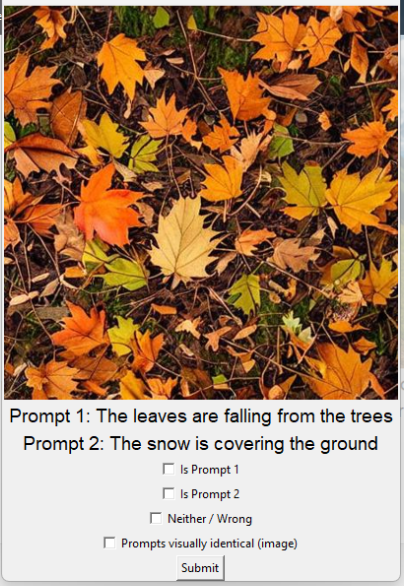 Prompt 1: The leaves are falling from the trees
Prompt 2: The snow is covering the ground
Is Prompt 1
Is Prompt 2
Neither / Wrong
Prompts visually identical (image)
Submit